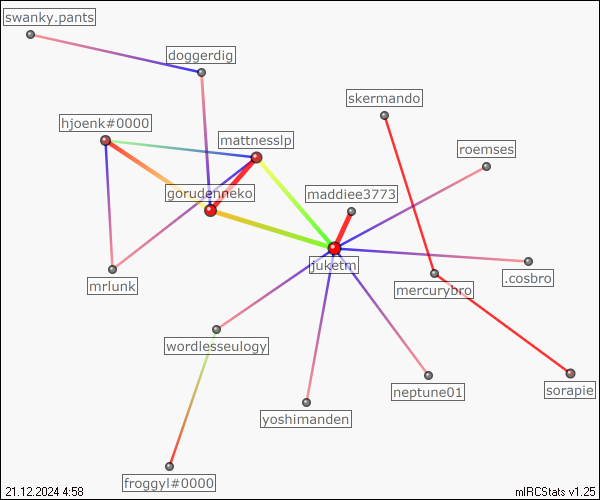 swanky.pants
doggerdig
skermando
hjoenk#0000
mattnesslp
roemses
gorudenneko
maddiee3773
juketm
mrlunk
mercurybro
.cosbro
wordlesseulogy
neptune01
sorapie
yoshimanden
froggyl#0000
21.12.2024 4:58
mIRCStats v1.25